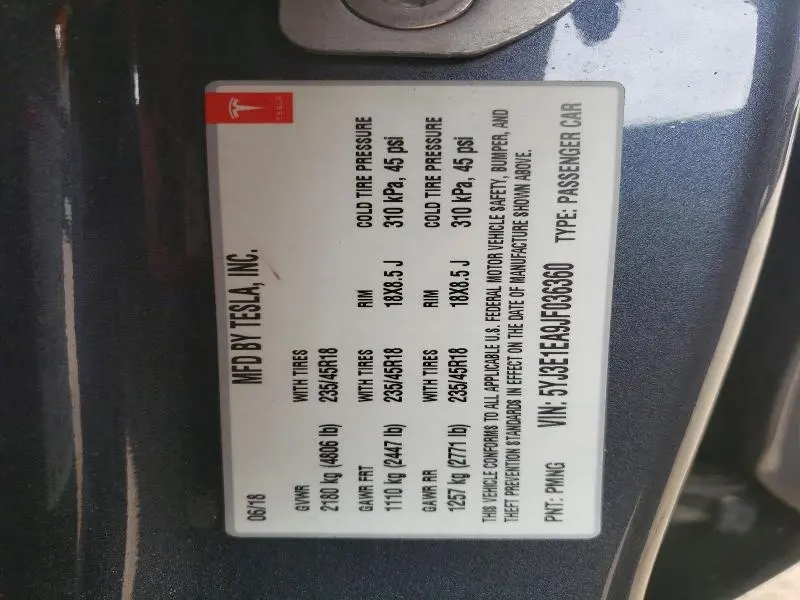 TESLA
MFD BY TESLA, INC.
06/18
GVWR WITH TIRES
2180 kg (4806 lb) 235/45R18
GAWR FRT WITH TIRES RIM COLD TIRE PRESSURE
1110 kg (2447 lb) 235/45R18 18X8.5 J 310 kPa, 45 psi
GAWR RR WITH TIRES RIM COLD TIRE PRESSURE
1257 kg (2771 lb) 235/45R18 18X8.5 J 310 kPa, 45 psi
THIS VEHICLE CONFORMS TO ALL APPLICABLE U.S. FEDERAL MOTOR VEHICLE SAFETY, BUMPER, AND
THEFT PREVENTION STANDARDS IN EFFECT ON THE DATE OF MANUFACTURE SHOWN ABOVE.
PNT: PMNG VIN: 5YJ3E1EA9JF036360 TYPE: PASSENGER CAR